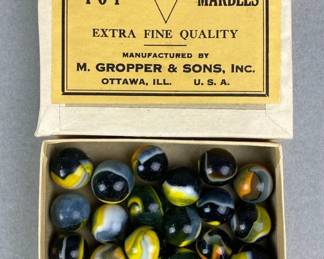 MARBLES
EXTRA FINE QUALITY
MANUFACTURED BY
M. GROPPER & SONS, INC.
OTTAWA, ILL. U. S. A.